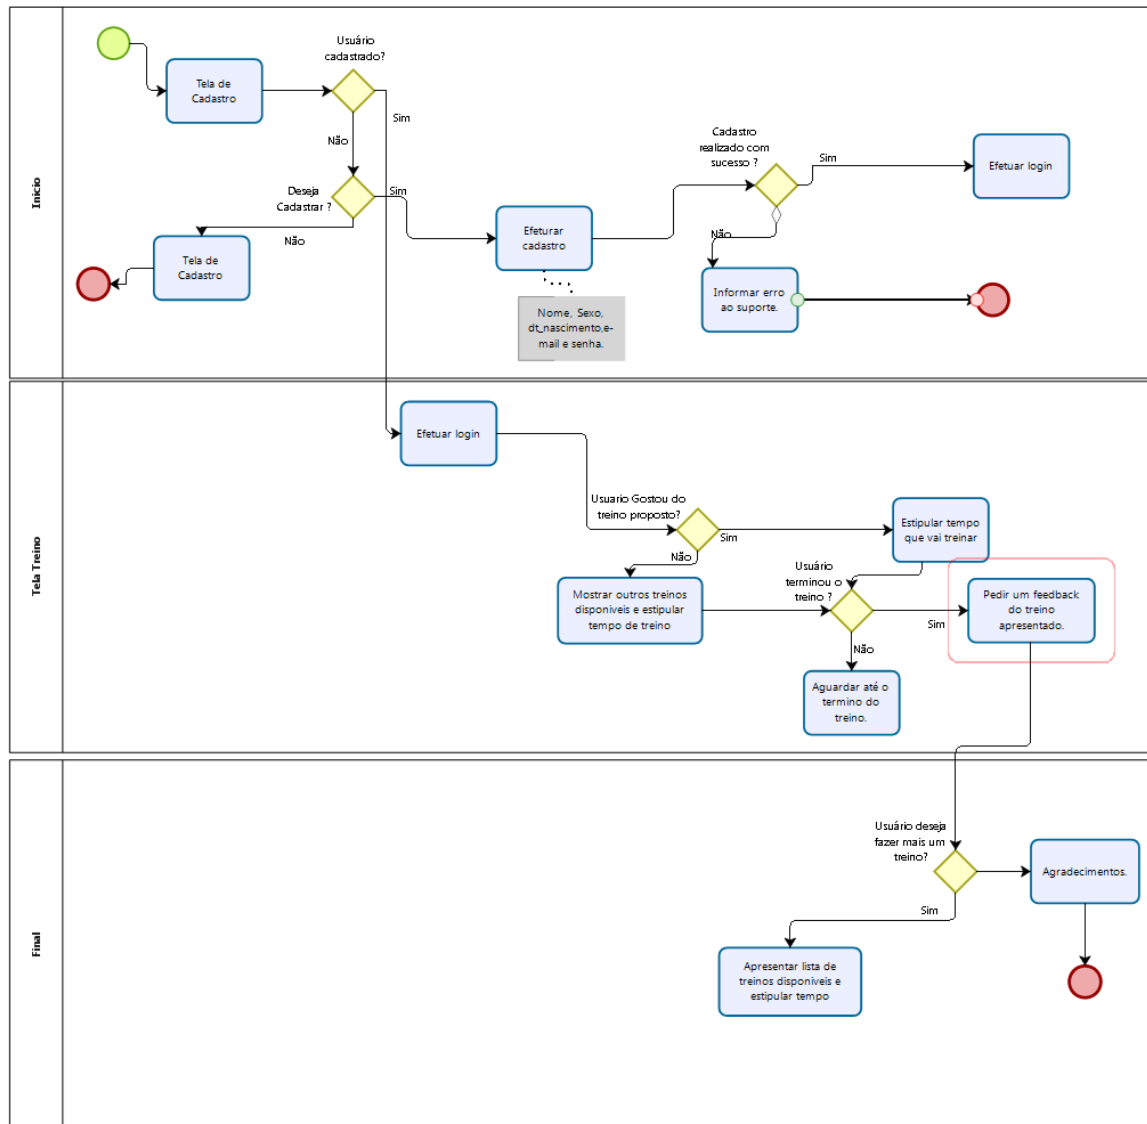 Inicio
Usuário
cadastrado?
Tela de
Cadastro
Sim
Não
Deseja
Cadastrar ?
Sim
Não
Tela de
Cadastro
Efeturar
cadastro
Nome, Sexo,
dt_nascimento,e-
mail e senha.
Cadastro
realizado com
sucesso ?
Sim
Efetuar login
Não
Informar erro
ao suporte.
Tela Treino
Efetuar login
Usuario Gostou do
treino proposto?
Sim
Não
Estipular tempo
que vai treinar
Mostrar outros treinos
disponiveis e estipular
tempo de treino
Usuário
terminou o
treino ?
Sim
Não
Pedir um feedback
do treino
apresentado.
Aguardar até o
termino do
treino.
Final
Usuário deseja
fazer mais um
treino?
Agradecimentos.
Sim
Apresentar lista de
treinos disponiveis e
estipular tempo